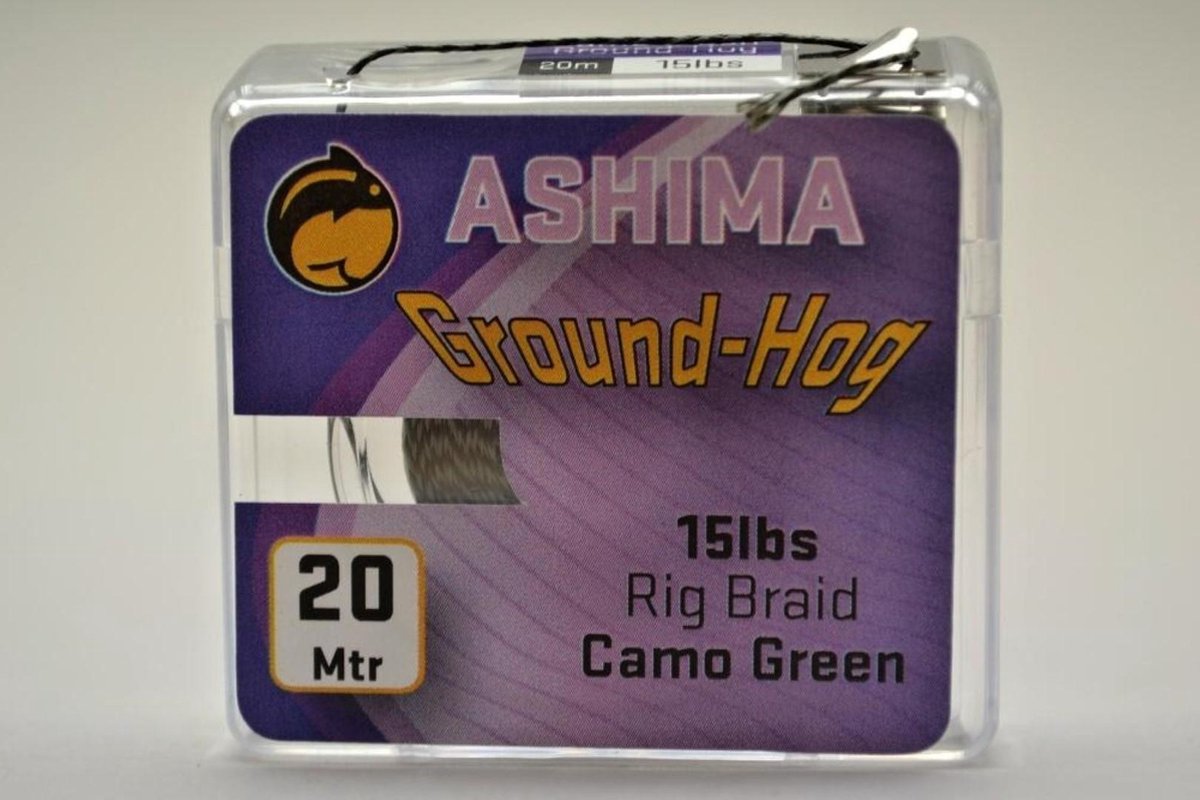 Ground-Hog
20m 15lbs
ASHIMA
Ground-Hog
15lbs
Rig Braid
Camo Green
20
Mtr